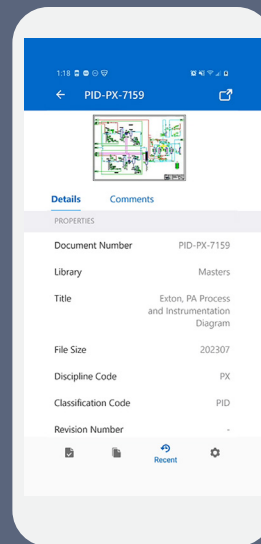 1:18
PID-PX-7159
Details Comments
PROPERTIES
Document Number PID-PX-7159
Library Masters
Title Exton, PA Process
and Instrumentation
Diagram
File Size 202307
Discipline Code PX
Classification Code PID
Revision Number -
Recent